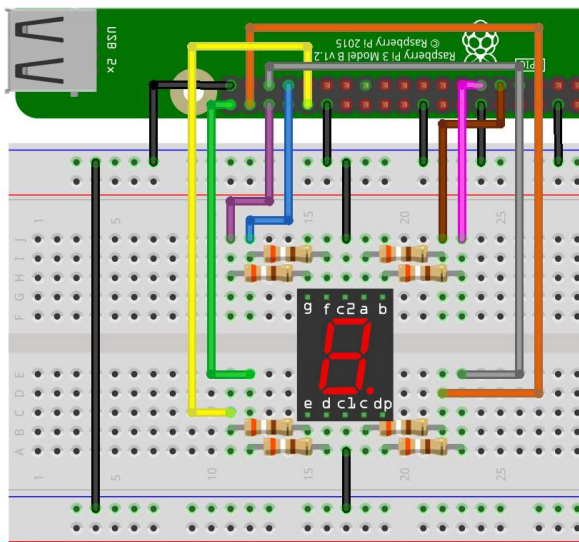 USB 2x
GPIO
Raspberry Pi 3 Model B v1.2
© Raspberry Pi 2015
1
5
15
20
25
J
I
H
G
F
g f c2 a b
e d c1 c dp
E
D
C
B
A
1
5
10
15
20
25